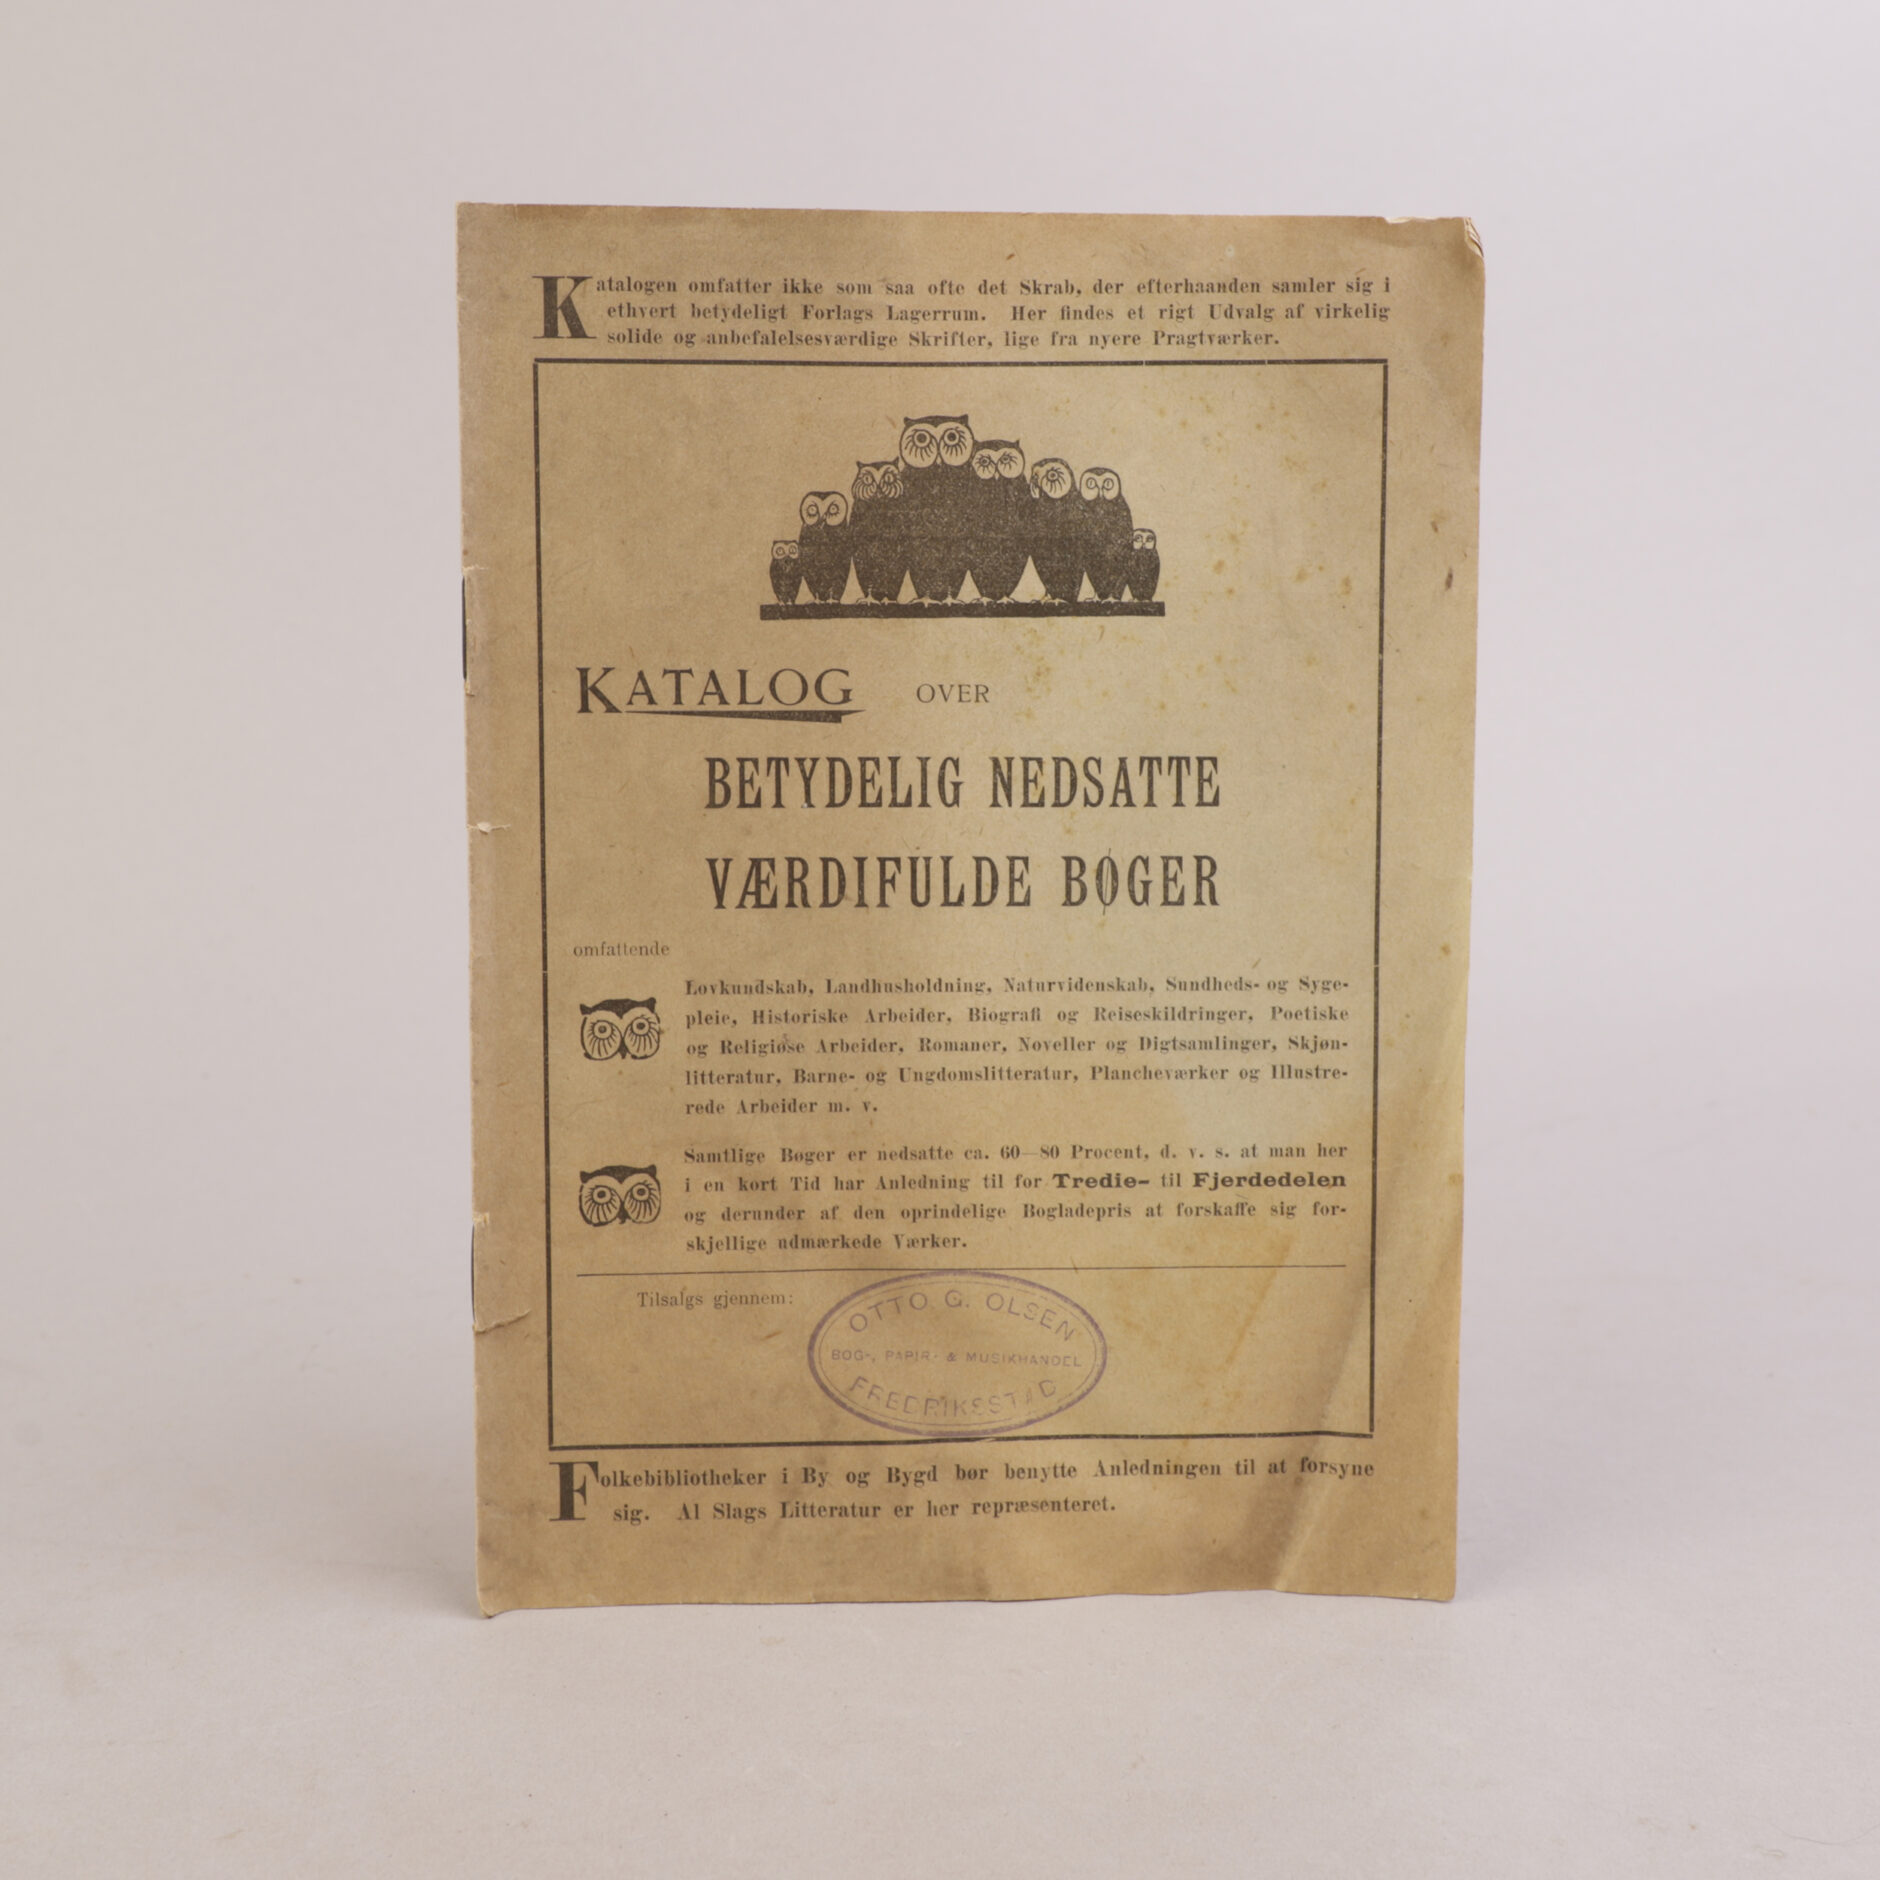 Katalogen omfatter ikke som saa ofte det Skrab, der efterhaanden samler sig i
ethvert betydeligt Forlags Lagerrum. Her findes et rigt Udvalg af virkelig
solide og anbefalelsesværdige Skrifter, lige fra nyere Pragtværker.
KATALOG OVER
BETYDELIG NEDSATTE
VÆRDIFULDE BØGER
omfattende
Lovkundskab, Landhusholdning, Naturvidenskab, Sundheds- og Syge-
pleie, Historiske Arbeider, Biografi og Reiseskildringer, Poetiske
og Religiøse Arbeider, Romaner, Noveller og Digtsamlinger, Skjøn-
litteratur, Barne- og Ungdomslitteratur, Plancheværker og Illustre-
rede Arbeider m. v.
Samtlige Bøger er nedsatte ca. 60—80 Procent, d. v. s. at man her
i en kort Tid har Anledning til for Tredie- til Fjerdedelen
og derunder af den oprindelige Bogladepris at forskaffe sig for-
skjellige udmærkede Værker.
Tilsalgs gjennem:
OTTO G. OLSEN
BOG-, PAPIR- & MUSIKHANDEL
FREDRIKSSTAD
Folkebibliotheker i By og Bygd bør benytte Anledningen til at forsyne
sig. Al Slags Litteratur er her repræsenteret.